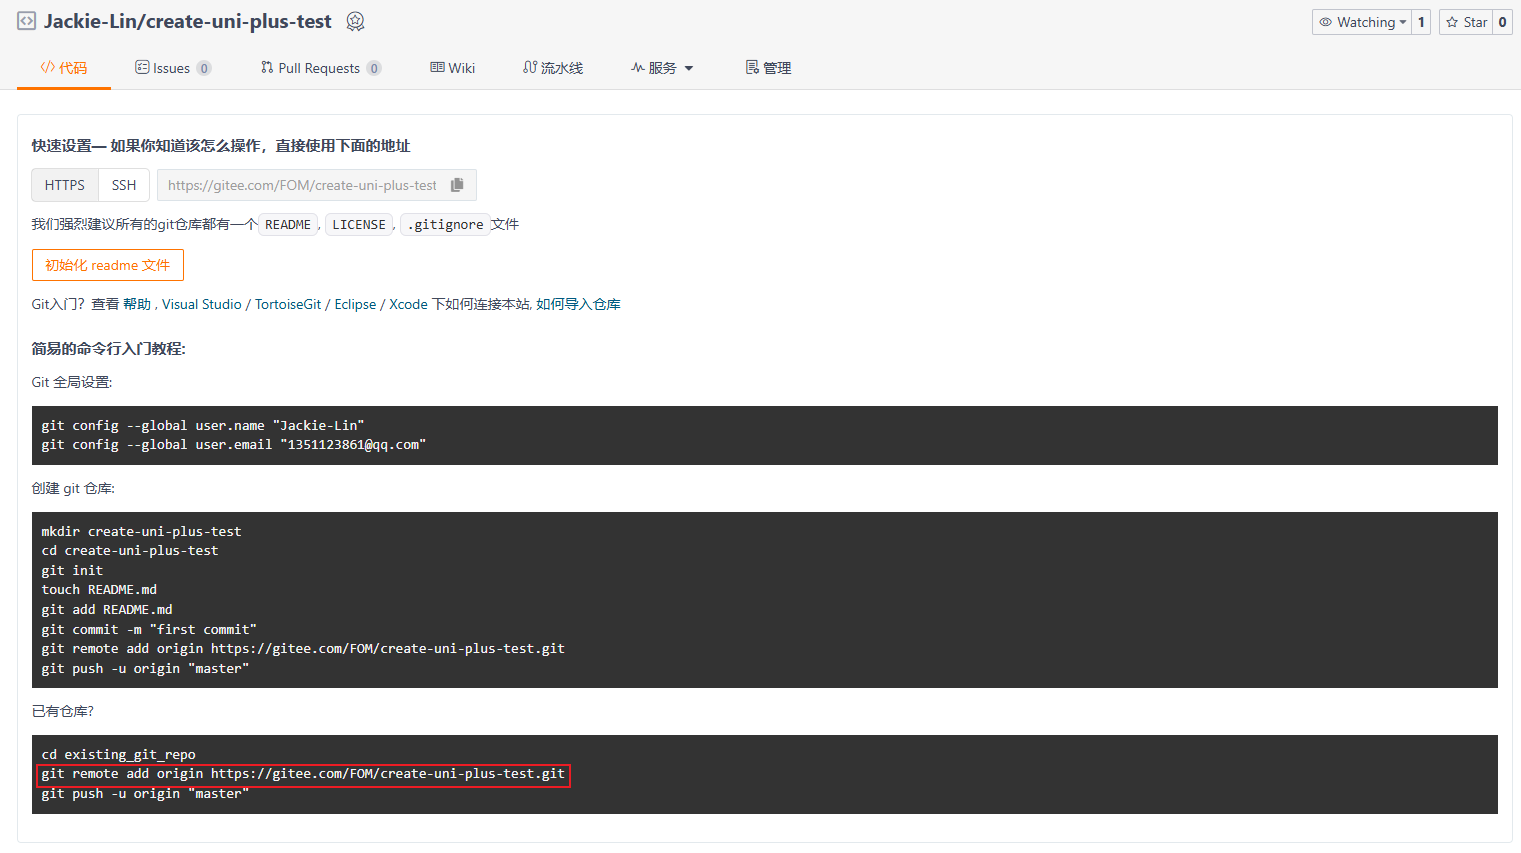 Jackie-Lin/create-uni-plus-test
Watching 1 Star 0
代码 Issues 0 Pull Requests 0 Wiki 流水线 服务 管理
快速设置— 如果你知道该怎么操作，直接使用下面的地址
HTTPS SSH https://gitee.com/FOM/create-uni-plus-test
我们强烈建议所有的git仓库都有一个 README, LICENSE, .gitignore 文件
初始化 readme 文件
Git入门？查看 帮助 , Visual Studio / TortoiseGit / Eclipse / Xcode 下如何连接本站, 如何导入仓库
简易的命令行入门教程:
Git 全局设置:
git config --global user.name "Jackie-Lin"
git config --global user.email "1351123861@qq.com"
创建 git 仓库:
mkdir create-uni-plus-test
cd create-uni-plus-test
git init
touch README.md
git add README.md
git commit -m "first commit"
git remote add origin https://gitee.com/FOM/create-uni-plus-test.git
git push -u origin "master"
已有仓库?
cd existing_git_repo
git remote add origin https://gitee.com/FOM/create-uni-plus-test.git
git push -u origin "master"